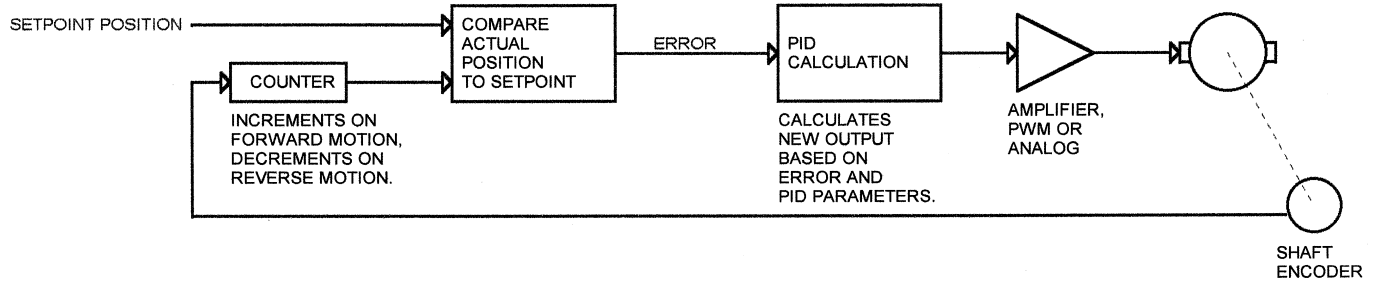 SETPOINT POSITION
COMPARE
ACTUAL
POSITION
TO SETPOINT
COUNTER
INCREMENTS ON
FORWARD MOTION,
DECREMENTS ON
REVERSE MOTION.
ERROR
PID
CALCULATION
CALCULATES
NEW OUTPUT
BASED ON
ERROR AND
PID PARAMETERS.
AMPLIFIER,
PWM OR
ANALOG
SHAFT
ENCODER